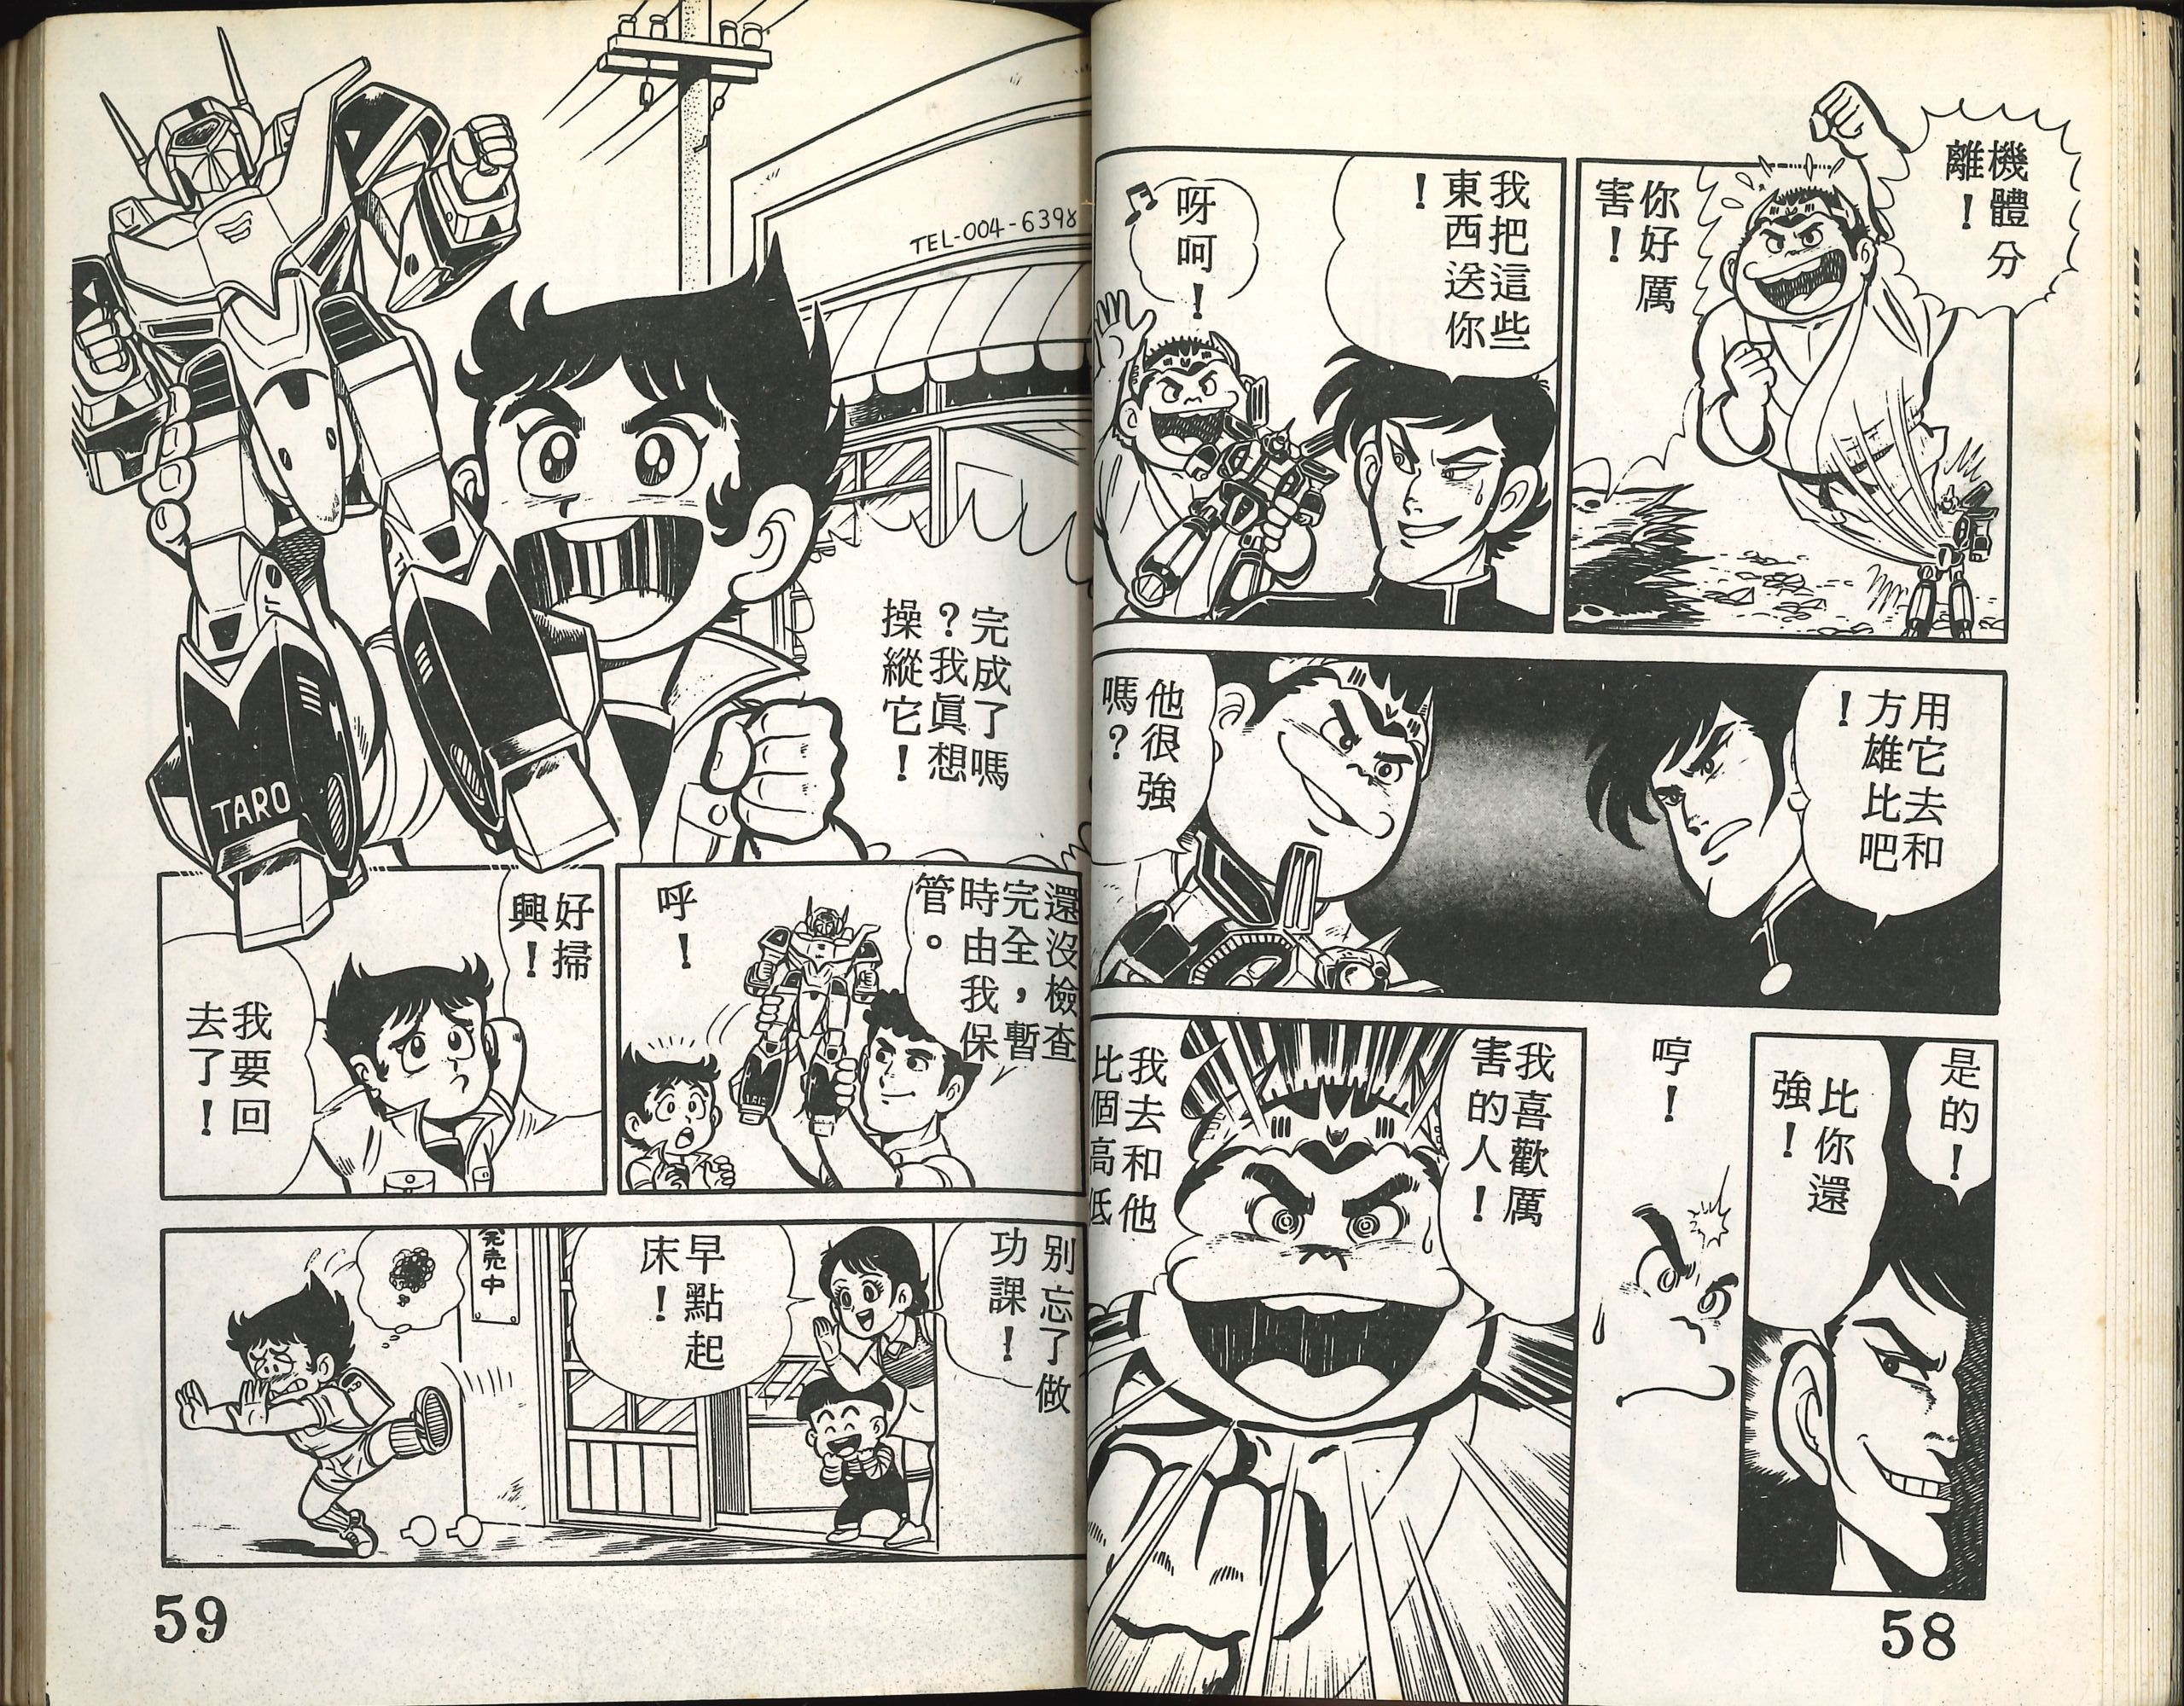 機體分
離！
你好厲
害！
我把這些
東西送你
！
呀
呵
！
用它去和
方雄比吧
！
他很強
嗎？
是的！
比你還
強！
哼！
我喜歡厲
害的人！
我去和他
比個高低
58
TEL-004-6398
完成了嗎
？我眞想
操縱它！
TARO
還沒檢查
完全，暫
時由我保
管。
呼！
好掃
興！
我要回
去了！
別忘了做
功課！
早點起
床！
発売中
59